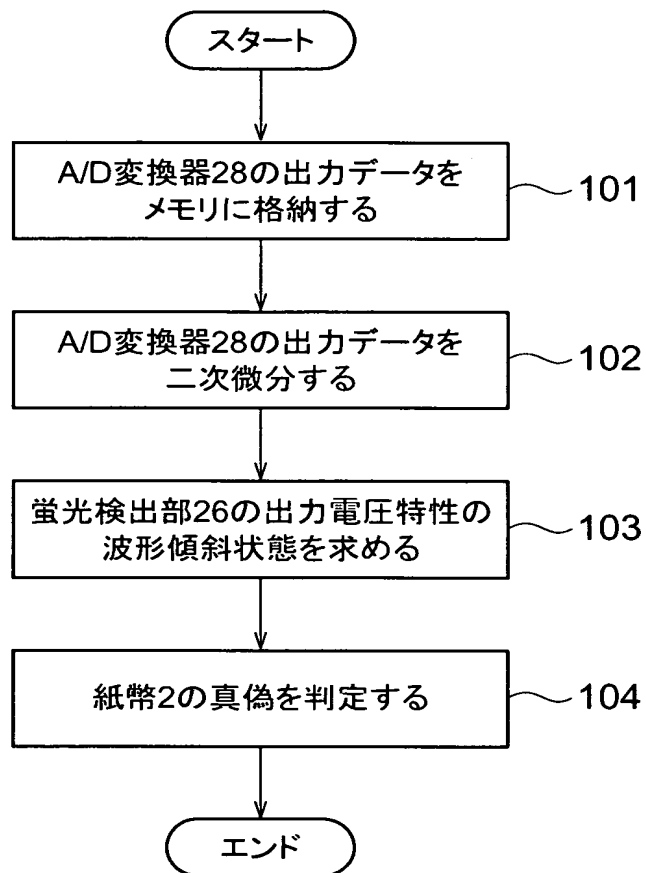 スタート
A/D変換器28の出力データを
メモリに格納する
101
A/D変換器28の出力データを
二次微分する
102
蛍光検出部26の出力電圧特性の
波形傾斜状態を求める
103
紙幣2の真偽を判定する
104
エンド